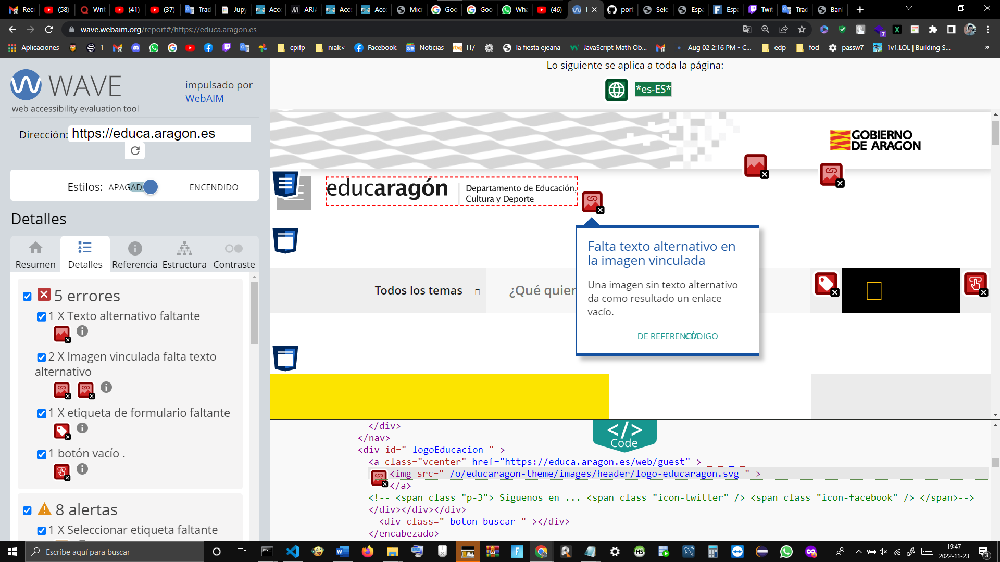 Reci
(58)
Writ
(41)
(37)
Trad
Jupy
Acce
ARIA
Acce
Acce
Micr
Goo
Goo
Wha
(46)
I
port
Sele
Espa
Espa
Twit
Trad
Ban
wave.webaim.org/report#/https://educa.aragon.es
7
Aplicaciones
1
cpifp
niak<
Facebook
Noticias
rtve
l1/
la fiesta ejeana
JavaScript Math Ob...
Aug 02 2:16 PM - C...
edp
fod
passw7
1v1.LOL | Building S...
»
WAVE
web accessibility evaluation tool
impulsado por
WebAIM
Dirección: https://educa.aragon.es
Estilos: APAGAD ENCENDIDO
Detalles
Resumen
Detalles
Referencia
Estructura
Contraste
5 errores
1 X Texto alternativo faltante
2 X Imagen vinculada falta texto
alternativo
1 X etiqueta de formulario faltante
1 botón vacío .
8 alertas
1 X Seleccionar etiqueta faltante
Lo siguiente se aplica a toda la página:
*es-ES*
GOBIERNO
DE ARAGON
educaragón
Departamento de Educación,
Cultura y Deporte
Todos los temas
¿Qué quier
Falta texto alternativo en
la imagen vinculada
Una imagen sin texto alternativo
da como resultado un enlace
vacío.
DE REFERENCIA
CÓDIGO
</>
Code
</div>
</nav>
<div id=" logoEducacion " >
<a class="vcenter" href="https://educa.aragon.es/web/guest" >
<img src=" /o/educaragon-theme/images/header/logo-educaragon.svg " >
</a>
<!-- <span class="p-3"> Síguenos en ... <span class="icon-twitter" /> <span class="icon-facebook" /> </span>-->
</div></div></div>
<div class=" boton-buscar " ></div>
</encabezado>
Escribe aquí para buscar
19:47
2022-11-23
3